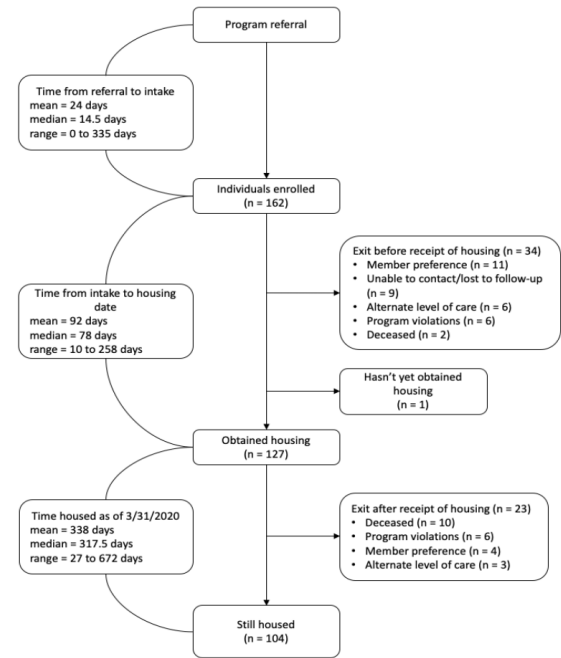 Program referral
Time from referral to intake
mean = 24 days
median = 14.5 days
range = 0 to 335 days
Individuals enrolled
(n = 162)
Exit before receipt of housing (n = 34)
• Member preference (n = 11)
• Unable to contact/lost to follow-up
(n = 9)
• Alternate level of care (n = 6)
• Program violations (n = 6)
• Deceased (n = 2)
Time from intake to housing
date
mean = 92 days
median = 78 days
range = 10 to 258 days
Hasn't yet obtained
housing
(n = 1)
Obtained housing
(n = 127)
Time housed as of 3/31/2020
mean = 338 days
median = 317.5 days
range = 27 to 672 days
Exit after receipt of housing (n = 23)
• Deceased (n = 10)
• Program violations (n = 6)
• Member preference (n = 4)
• Alternate level of care (n = 3)
Still housed
(n = 104)